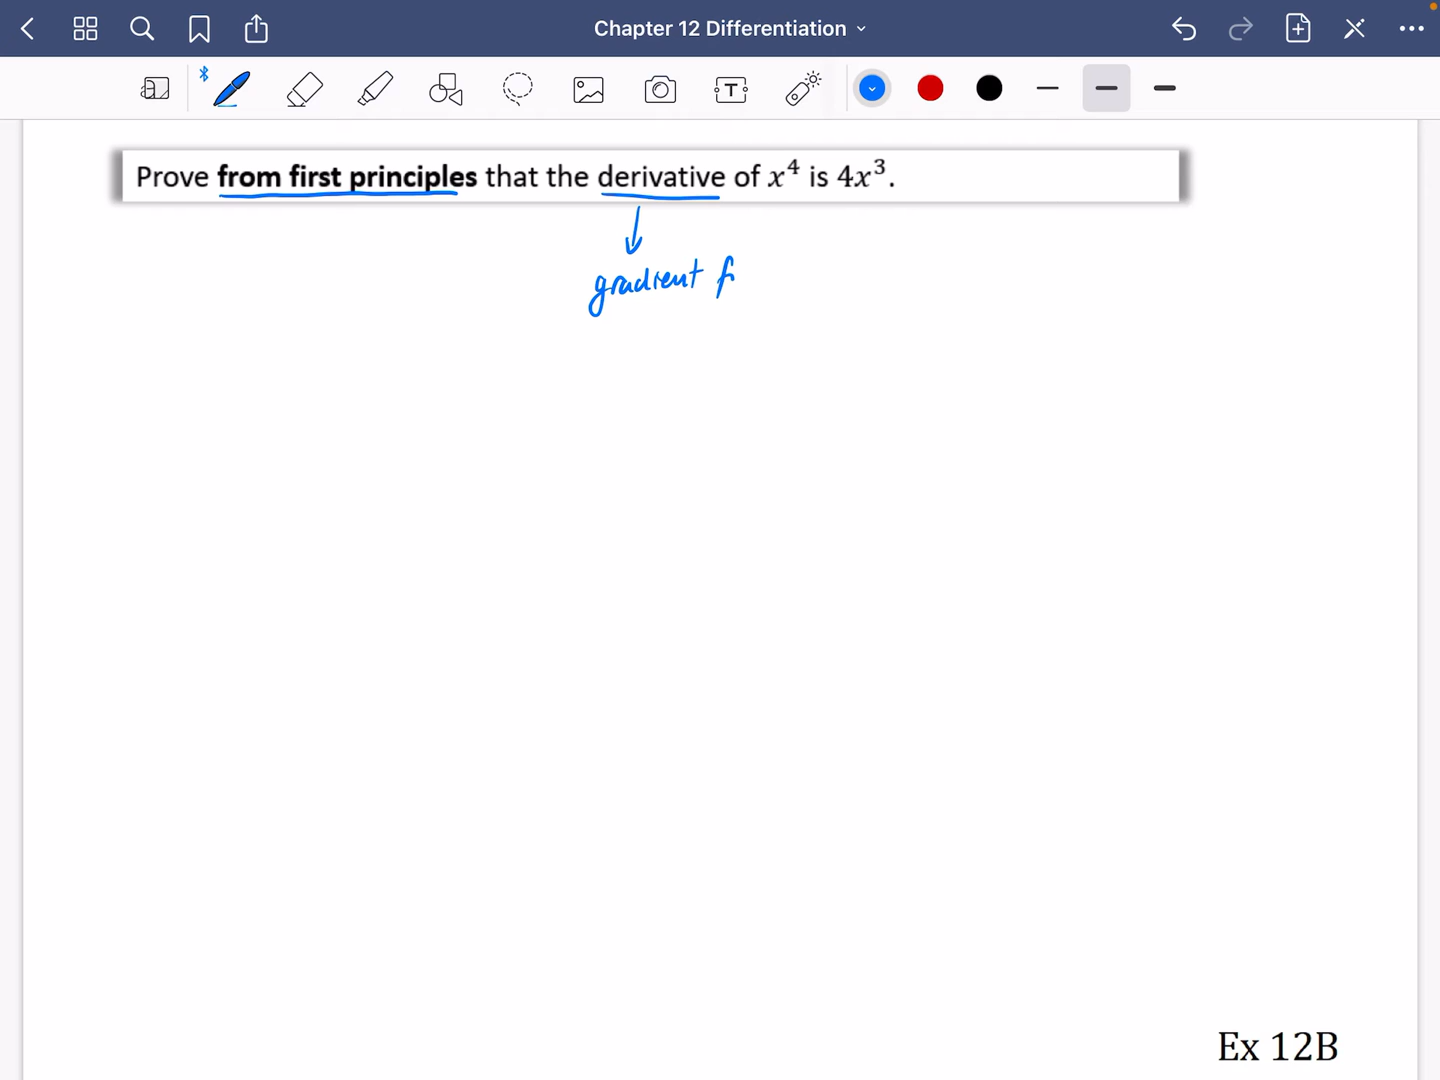 Chapter 12 Differentiation
Prove from first principles that the derivative of x⁴ is 4x³.
gradient f
Ex 12B